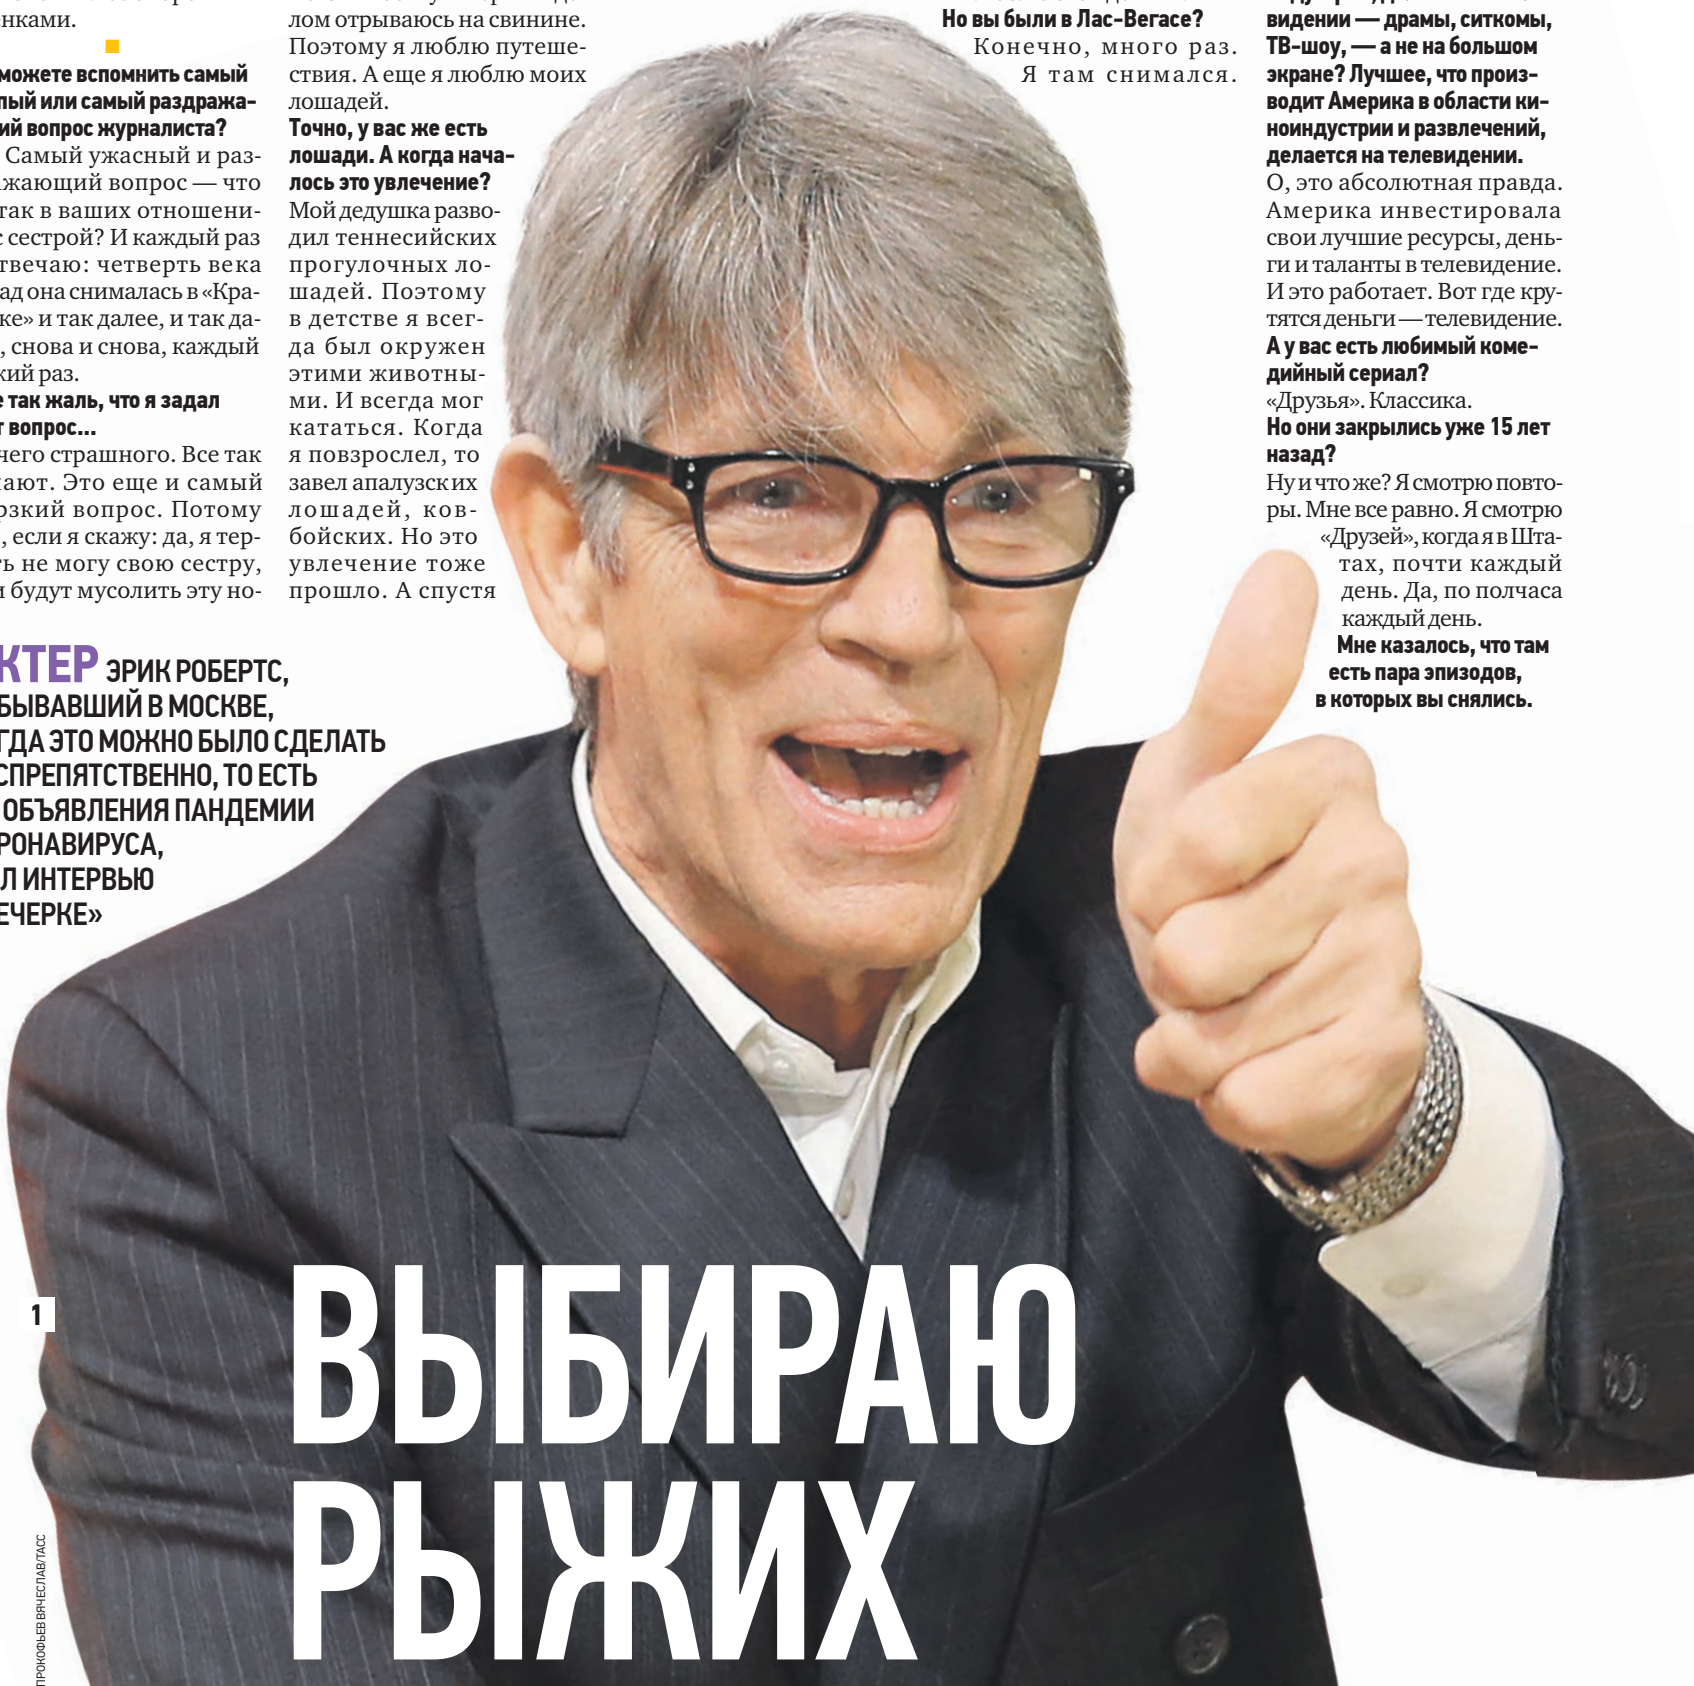 енками.
можете вспомнить самый
пый или самый раздража-
ий вопрос журналиста?
Самый ужасный и раз-
жающий вопрос — что
так в ваших отношени-
с сестрой? И каждый раз
твечаю: четверть века
ад она снималась в «Кра-
ке» и так далее, и так да-
, снова и снова, каждый
кий раз.
е так жаль, что я задал
т вопрос...
чего страшного. Все так
ают. Это еще и самый
рзкий вопрос. Потому
, если я скажу: да, я тер-
ть не могу свою сестру,
и будут мусолить эту но-
лом отрываюсь на свинине.
Поэтому я люблю путеше-
ствия. А еще я люблю моих
лошадей.
Точно, у вас же есть
лошади. А когда нача-
лось это увлечение?
Мой дедушка разво-
дил теннесийских
прогулочных ло-
шадей. Поэтому
в детстве я всег-
да был окружен
этими животны-
ми. И всегда мог
кататься. Когда
я повзрослел, то
завел апалузских
лошадей, ков-
бойских. Но это
увлечение тоже
прошло. А спустя
Но вы были в Лас-Вегасе?
Конечно, много раз.
Я там снимался.
видении — драмы, ситкомы,
ТВ-шоу, — а не на большом
экране? Лучшее, что произ-
водит Америка в области ки-
ноиндустрии и развлечений,
делается на телевидении.
О, это абсолютная правда.
Америка инвестировала
свои лучшие ресурсы, день-
ги и таланты в телевидение.
И это работает. Вот где кру-
тятся деньги — телевидение.
А у вас есть любимый коме-
дийный сериал?
«Друзья». Классика.
Но они закрылись уже 15 лет
назад?
Ну и что же? Я смотрю повто-
ры. Мне все равно. Я смотрю
«Друзей», когда я в Шта-
тах, почти каждый
день. Да, по полчаса
каждый день.
Мне казалось, что там
есть пара эпизодов,
в которых вы снялись.
КТЕР ЭРИК РОБЕРТС,
БЫВАВШИЙ В МОСКВЕ,
ГДА ЭТО МОЖНО БЫЛО СДЕЛАТЬ
СПРЕПЯТСТВЕННО, ТО ЕСТЬ
ОБЪЯВЛЕНИЯ ПАНДЕМИИ
РОНАВИРУСА,
Л ИНТЕРВЬЮ
ЕЧЕРКЕ»
1
ВЫБИРАЮ
РЫЖИХ
ПРОКОФЬЕВ ВЯЧЕСЛАВ/ТАСС